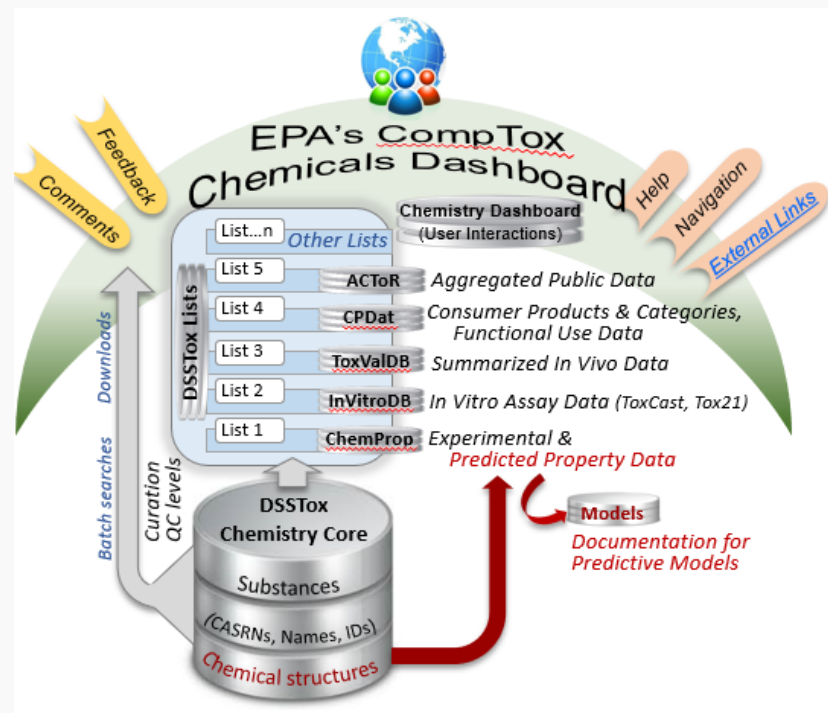 EPA's CompTox
Chemicals Dashboard
Feedback
Comments
Help
Navigation
External Links
Chemistry Dashboard
(User Interactions)
List...n
Other Lists
DSSTox Lists
List 5
ACToR
Aggregated Public Data
List 4
CPDat
Consumer Products & Categories,
Functional Use Data
List 3
ToxValDB
Summarized In Vivo Data
List 2
InVitroDB
In Vitro Assay Data (ToxCast, Tox21)
List 1
ChemProp
Experimental &
Predicted Property Data
Models
Documentation for
Predictive Models
Downloads
Batch searches
Curation
QC levels
DSSTox
Chemistry Core
Substances
(CASRNs, Names, IDs)
Chemical structures